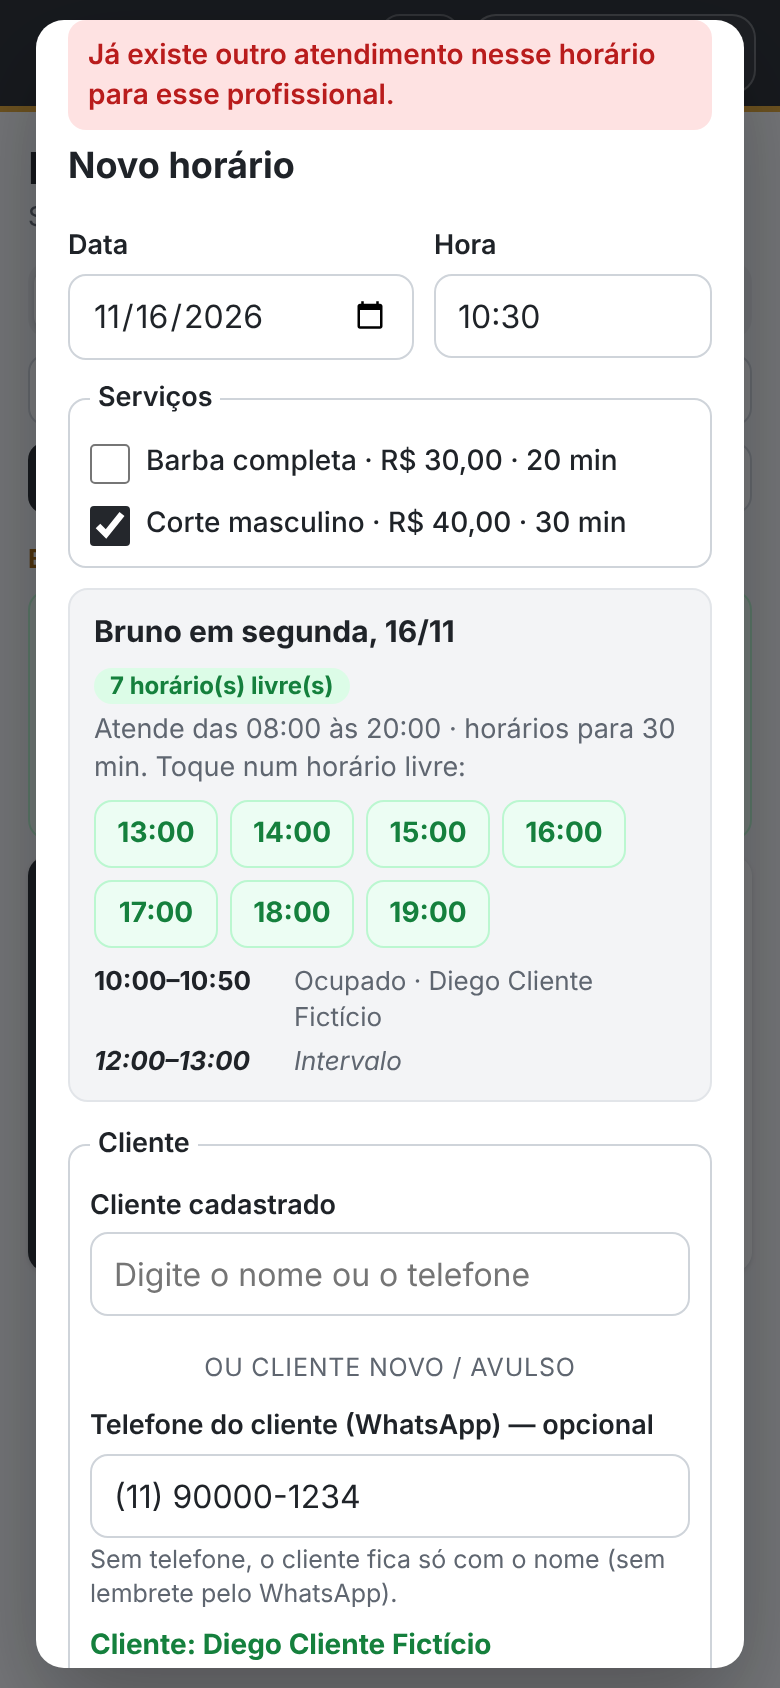 Já existe outro atendimento nesse horário
para esse profissional.
Novo horário
Data
Hora
11/16/2026
10:30
Serviços
Barba completa · R$ 30,00 · 20 min
Corte masculino · R$ 40,00 · 30 min
Bruno em segunda, 16/11
7 horário(s) livre(s)
Atende das 08:00 às 20:00 · horários para 30
min. Toque num horário livre:
13:00 14:00 15:00 16:00
17:00 18:00 19:00
10:00–10:50 Ocupado · Diego Cliente
Fictício
12:00–13:00 Intervalo
Cliente
Cliente cadastrado
Digite o nome ou o telefone
OU CLIENTE NOVO / AVULSO
Telefone do cliente (WhatsApp) — opcional
(11) 90000-1234
Sem telefone, o cliente fica só com o nome (sem
lembrete pelo WhatsApp).
Cliente: Diego Cliente Fictício